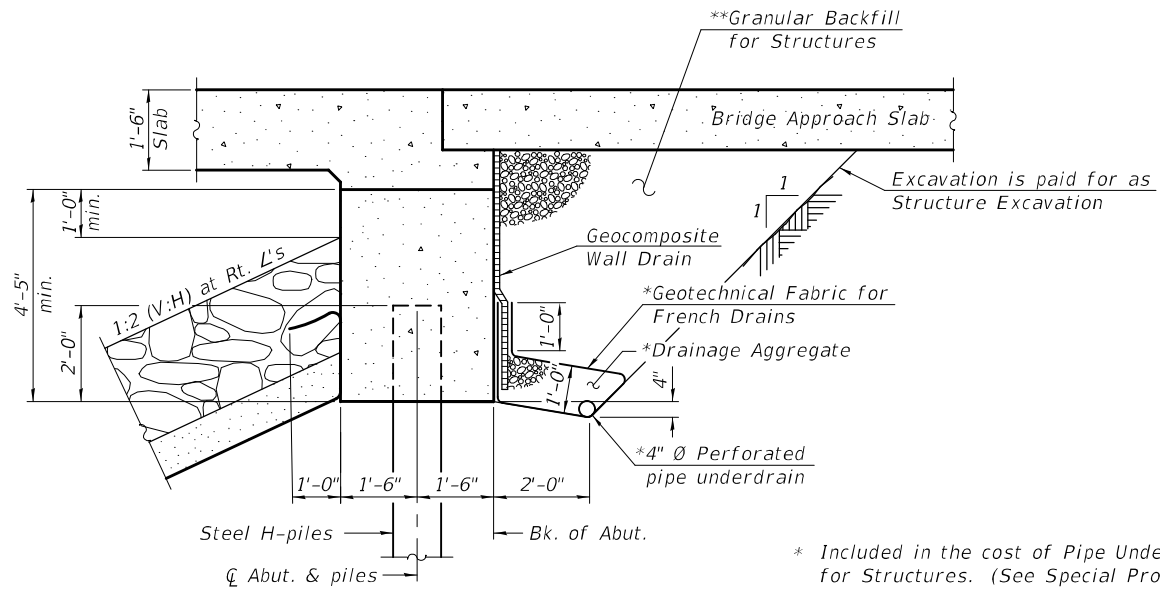 **Granular Backfill
for Structures
1'-6"
Slab
Bridge Approach Slab
1'-0"
min.
1
1
Excavation is paid for as
Structure Excavation
Geocomposite
Wall Drain
1:2 (V:H) at Rt. ∠'s
4'-5"
min.
2'-0"
*Geotechnical Fabric for
French Drains
1'-0"
*Drainage Aggregate
1'-0"
4"
*4" Ø Perforated
pipe underdrain
1'-0"
1'-6"
1'-6"
2'-0"
Steel H-piles
Bk. of Abut.
℄ Abut. & piles
* Included in the cost of Pipe Unde
for Structures. (See Special Pro